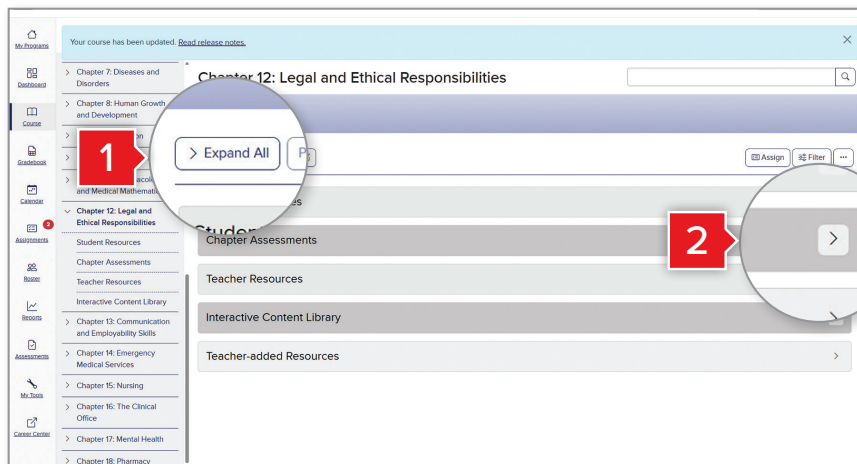 Your course has been updated. Read release notes.
My Programs
Dashboard
Course
Gradebook
Calendar
Assignments
2
Roster
Reports
Assessments
My Tools
Career Center
Chapter 7: Diseases and
Disorders
Chapter 8: Human Growth
and Development
and Medical Mathematic
Chapter 12: Legal and
Ethical Responsibilities
Student Resources
Chapter Assessments
Teacher Resources
Interactive Content Library
Chapter 13: Communication
and Employability Skills
Chapter 14: Emergency
Medical Services
Chapter 15: Nursing
Chapter 16: The Clinical
Office
Chapter 17: Mental Health
Chapter 18: Pharmacy
Chapter 12: Legal and Ethical Responsibilities
1
Expand All
Assign
Filter
Studen
Chapter Assessments
2
Teacher Resources
Interactive Content Library
Teacher-added Resources